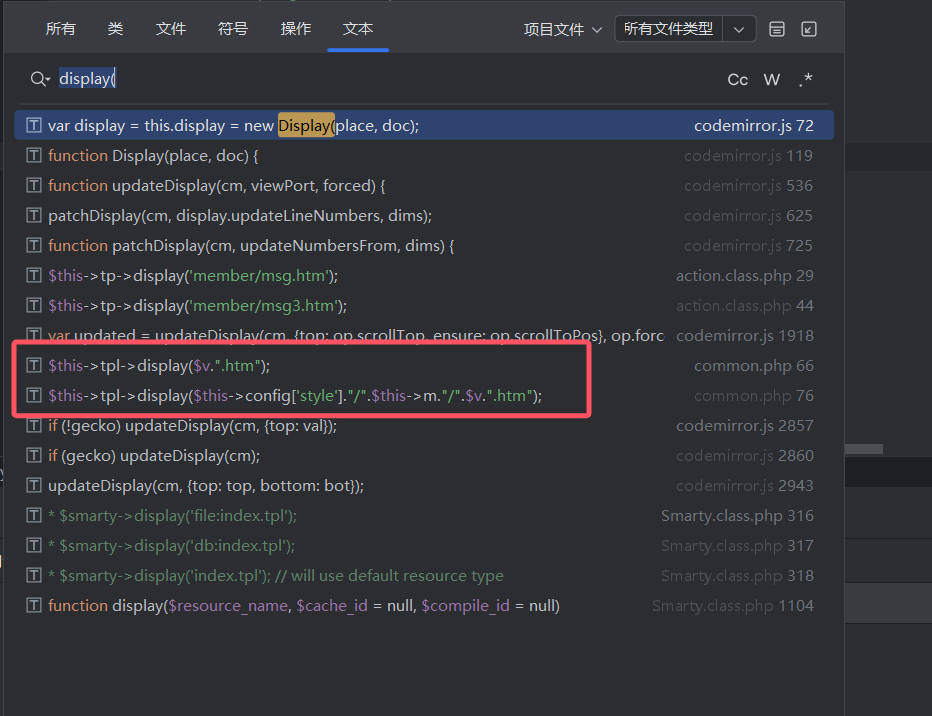 所有 类 文件 符号 操作 文本 项目文件 所有文件类型
display( Cc W .*
var display = this.display = new Display(place, doc); codemirror.js 72
function Display(place, doc) { codemirror.js 119
function updateDisplay(cm, viewPort, forced) { codemirror.js 536
patchDisplay(cm, display.updateLineNumbers, dims); codemirror.js 625
function patchDisplay(cm, updateNumbersFrom, dims) { codemirror.js 725
$this->tp->display('member/msg.htm'); action.class.php 29
$this->tp->display('member/msg3.htm'); action.class.php 44
var updated = updateDisplay(cm, {top: op.scrollTop, ensure: op.scrollToPos}, op.forc codemirror.js 1918
$this->tpl->display($v.".htm"); common.php 66
$this->tpl->display($this->config['style']."/".$this->m."/".$v.".htm"); common.php 76
if (!gecko) updateDisplay(cm, {top: val}); codemirror.js 2857
if (gecko) updateDisplay(cm); codemirror.js 2860
updateDisplay(cm, {top: top, bottom: bot}); codemirror.js 2943
* $smarty->display('file:index.tpl'); Smarty.class.php 316
* $smarty->display('db:index.tpl'); Smarty.class.php 317
* $smarty->display('index.tpl'); // will use default resource type Smarty.class.php 318
function display($resource_name, $cache_id = null, $compile_id = null) Smarty.class.php 1104